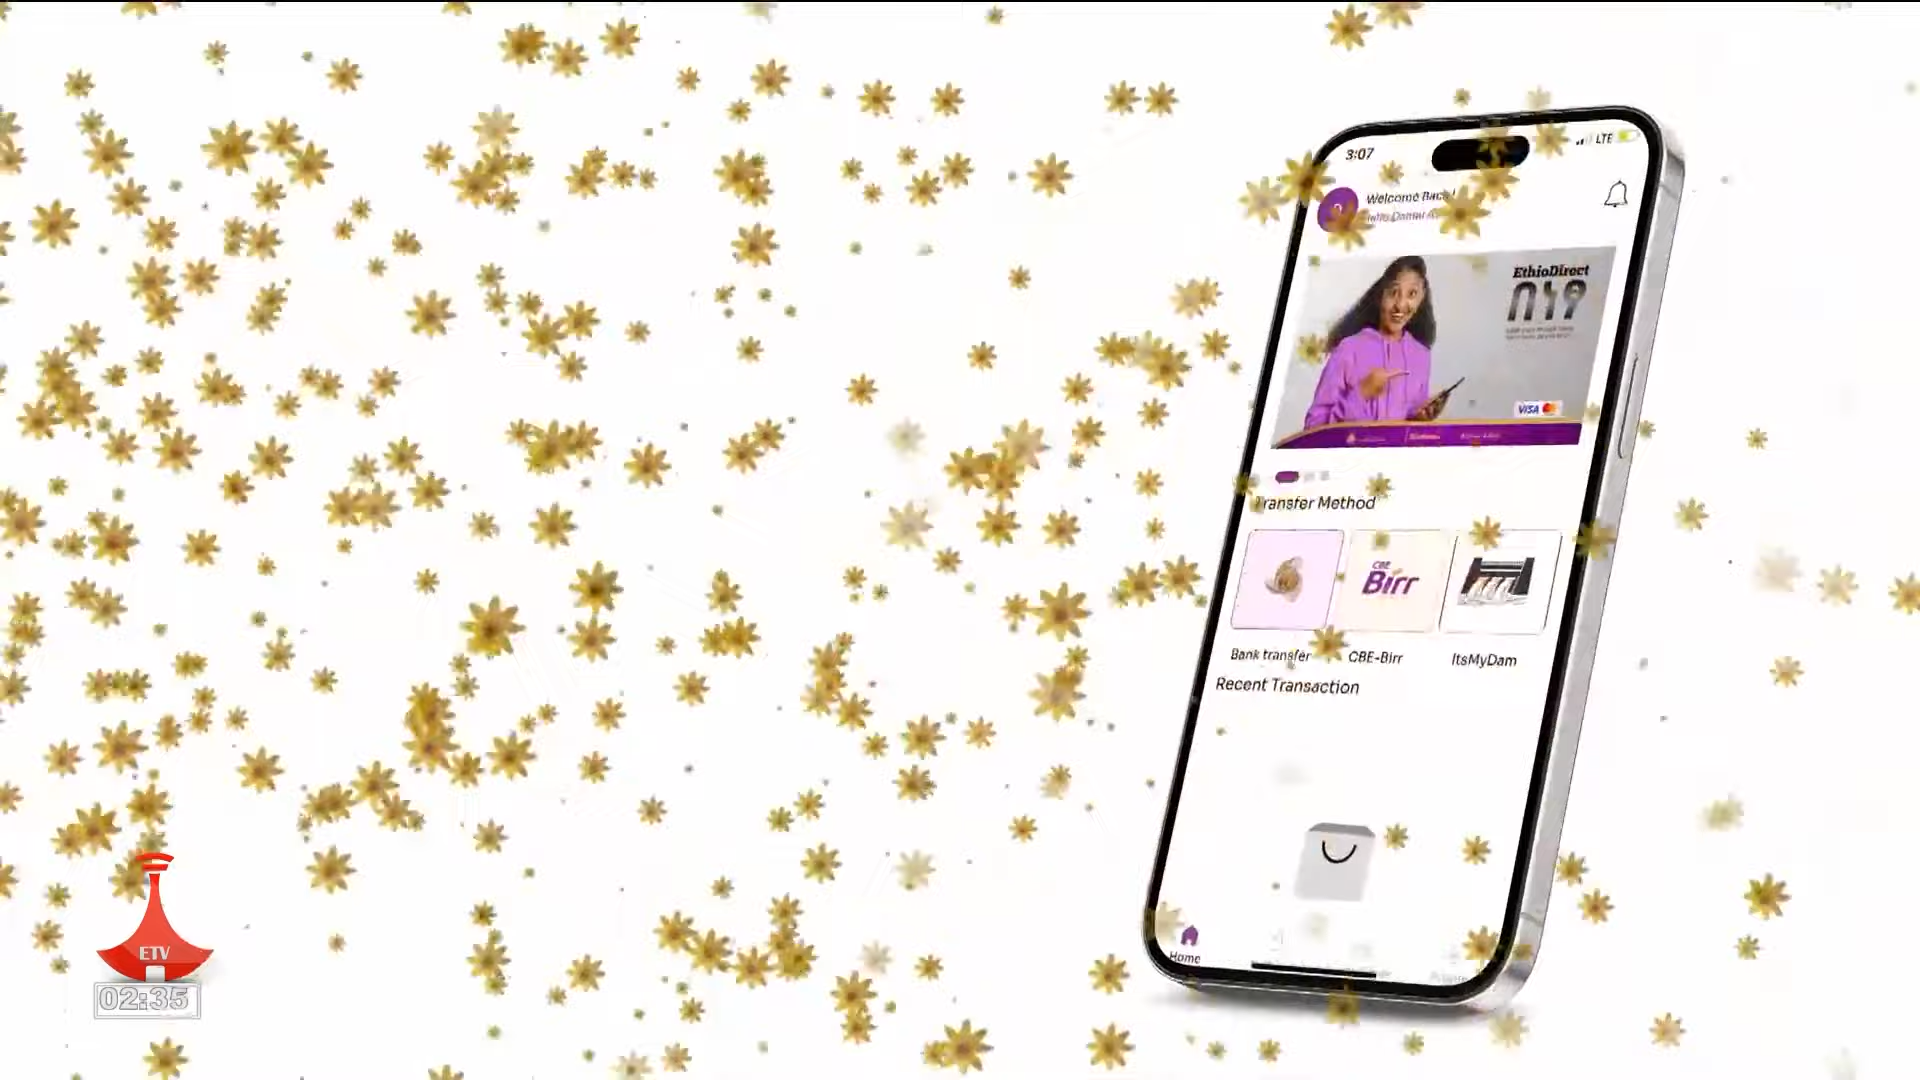 3:07
LTE
Welcome Back!
EthioDirect
በነፃ
VISA
Transfer Method
CBE
Birr
Bank transfer
CBE-Birr
ItsMyDam
Recent Transaction
Home
ETV
02:35